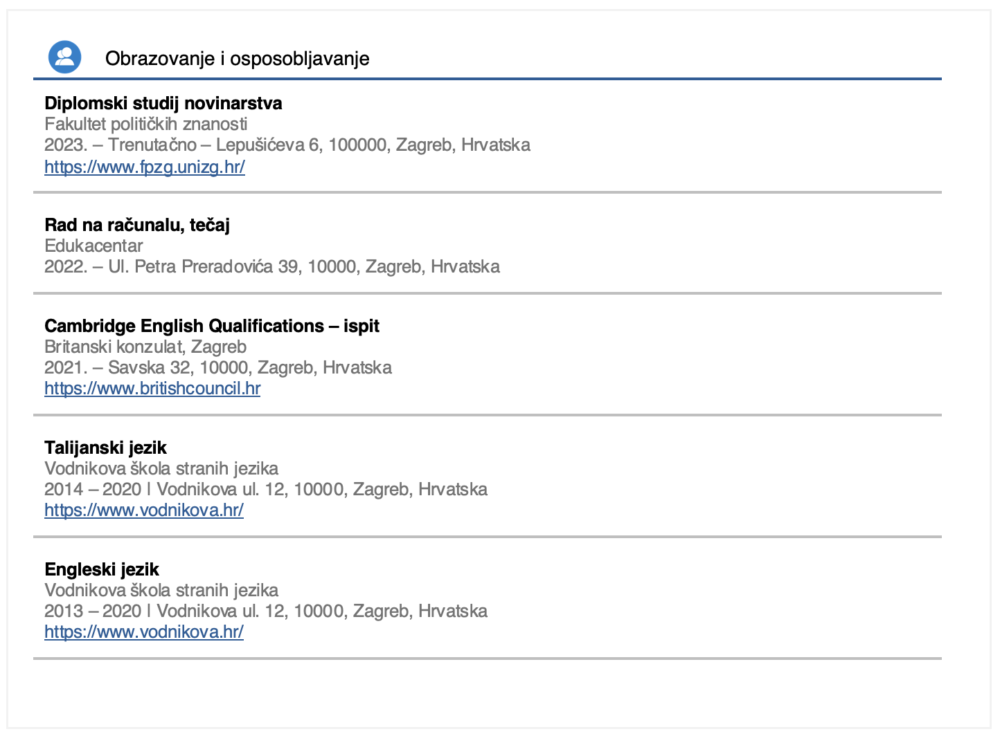 Obrazovanje i osposobljavanje
Diplomski studij novinarstva
Fakultet političkih znanosti
2023. – Trenutačno – Lepušićeva 6, 100000, Zagreb, Hrvatska
https://www.fpzg.unizg.hr/
Rad na računalu, tečaj
Edukacentar
2022. – Ul. Petra Preradovića 39, 10000, Zagreb, Hrvatska
Cambridge English Qualifications – ispit
Britanski konzulat, Zagreb
2021. – Savska 32, 10000, Zagreb, Hrvatska
https://www.britishcouncil.hr
Talijanski jezik
Vodnikova škola stranih jezika
2014 – 2020 | Vodnikova ul. 12, 10000, Zagreb, Hrvatska
https://www.vodnikova.hr/
Engleski jezik
Vodnikova škola stranih jezika
2013 – 2020 | Vodnikova ul. 12, 10000, Zagreb, Hrvatska
https://www.vodnikova.hr/